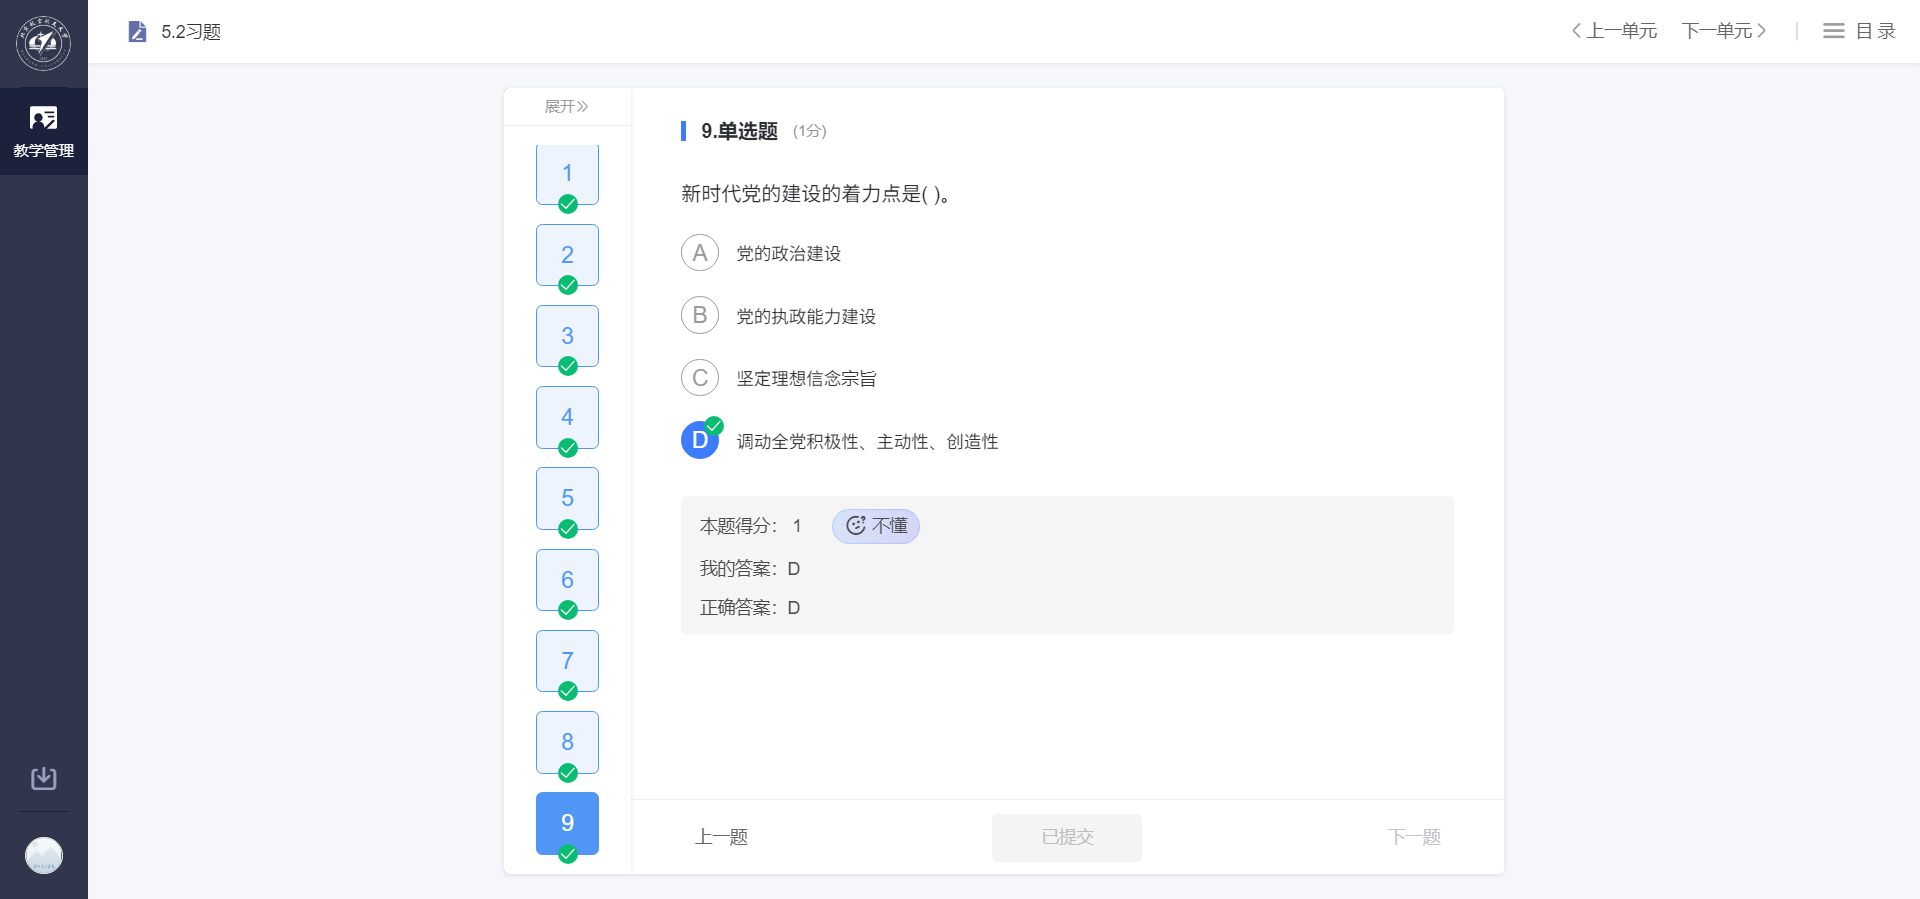 5.2习题
上一单元
下一单元
目录
教学管理
展开
1
2
3
4
5
6
7
8
9
9.单选题 (1分)
新时代党的建设的着力点是( )。
A 党的政治建设
B 党的执政能力建设
C 坚定理想信念宗旨
D 调动全党积极性、主动性、创造性
本题得分： 1 不懂
我的答案：D
正确答案：D
上一题
已提交
下一题